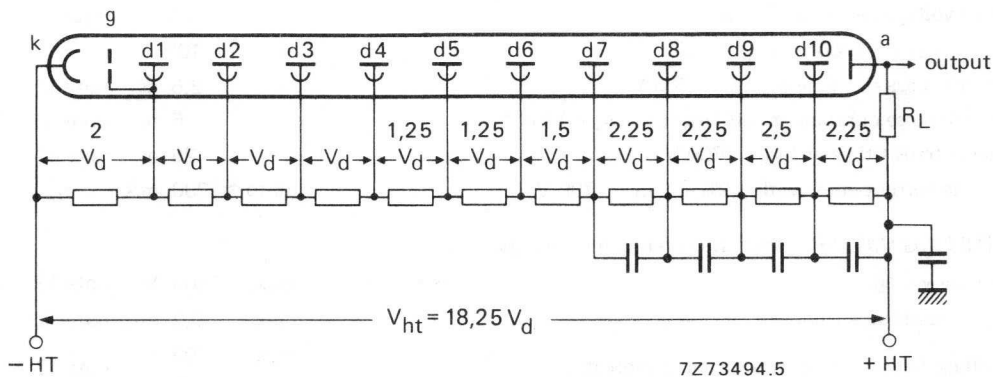 g
k d1 d2 d3 d4 d5 d6 d7 d8 d9 d10 a
output
R_L
2 1,25 1,25 1,5 2,25 2,25 2,5 2,25
V_d V_d V_d V_d V_d V_d V_d V_d V_d V_d V_d
V_ht = 18,25 V_d
— HT 7Z73494.5 + HT